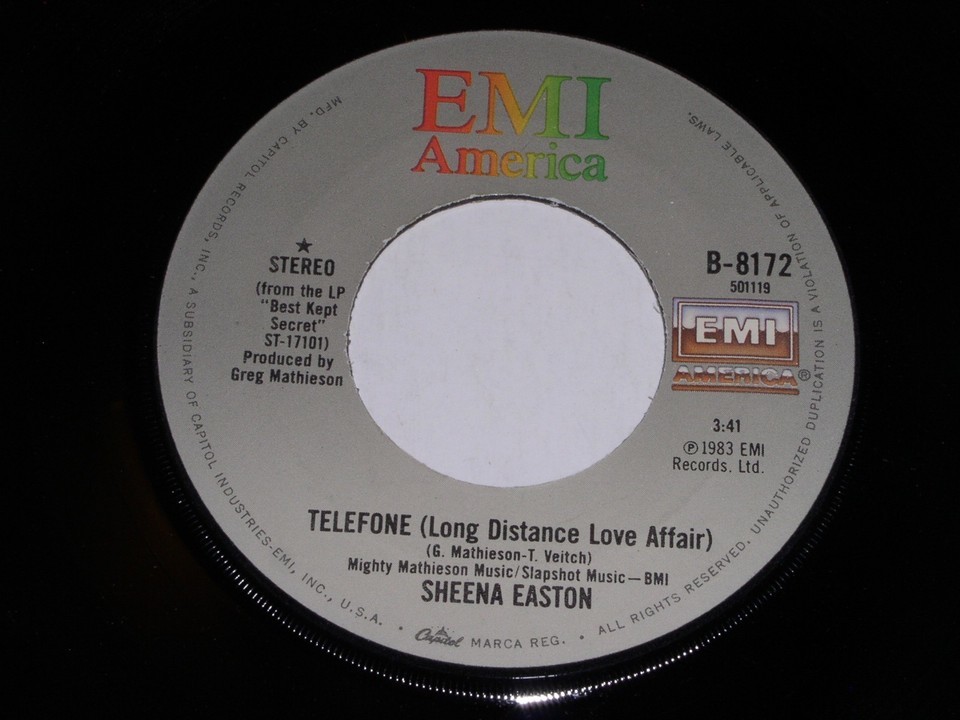 EMI
America
★
STEREO
(from the LP
"Best Kept
Secret"
ST-17101)
Produced by
Greg Mathieson
B-8172
501119
EMI
AMERICA®
3:41
℗1983 EMI
Records. Ltd.
TELEFONE (Long Distance Love Affair)
(G. Mathieson-T. Veitch)
Mighty Mathieson Music/Slapshot Music—BMI
SHEENA EASTON
MFD. BY CAPITOL RECORDS, INC., A SUBSIDIARY OF CAPITOL INDUSTRIES-EMI, INC., U.S.A. • Capitol MARCA REG. • ALL RIGHTS RESERVED. UNAUTHORIZED DUPLICATION IS A VIOLATION OF APPLICABLE LAWS.